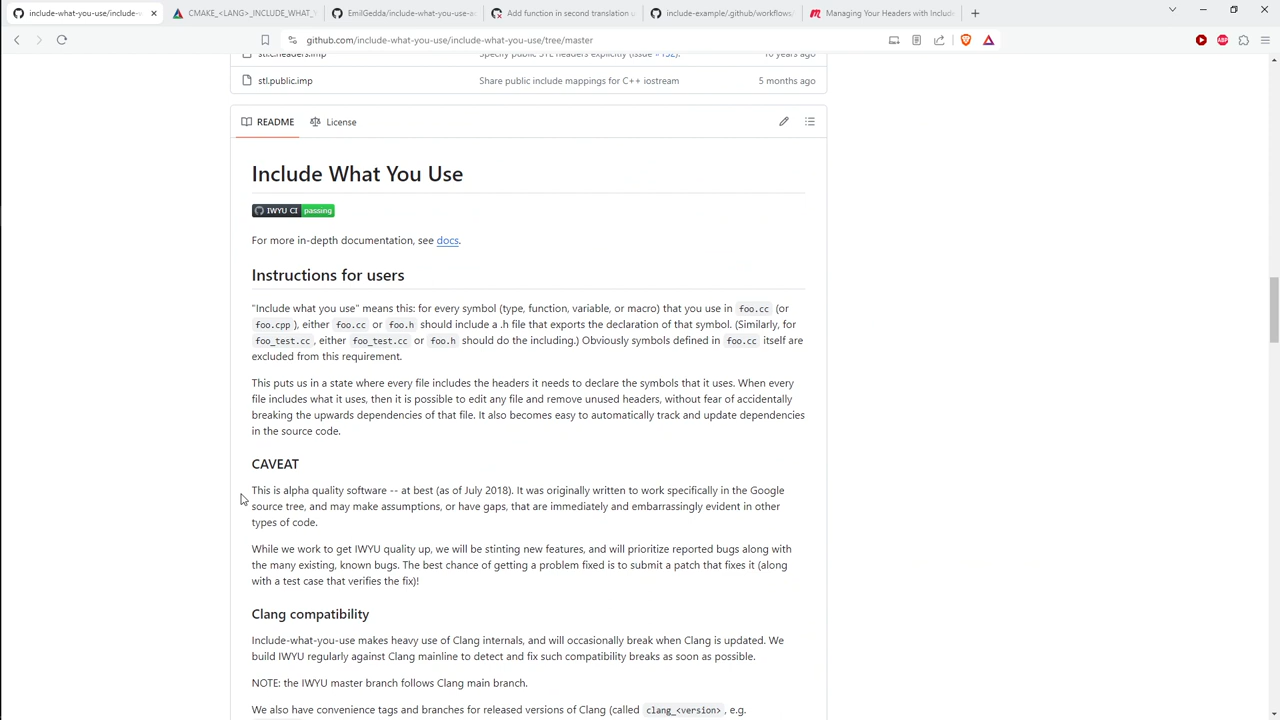 include-what-you-use/include-w
CMAKE_<LANG>_INCLUDE_WHAT_Y
EmilGedda/include-what-you-use-a
Add function in second translation u
include-example/.github/workflows/
Managing Your Headers with Includ
github.com/include-what-you-use/include-what-you-use/tree/master
stl.c.headers.imp Specify public STL headers explicitly (issue #132). 10 years ago
stl.public.imp Share public include mappings for C++ iostream 5 months ago
README License
Include What You Use
IWYU CI passing
For more in-depth documentation, see docs.
Instructions for users
"Include what you use" means this: for every symbol (type, function, variable, or macro) that you use in foo.cc (or
foo.cpp ), either foo.cc or foo.h should include a .h file that exports the declaration of that symbol. (Similarly, for
foo_test.cc, either foo_test.cc or foo.h should do the including.) Obviously symbols defined in foo.cc itself are
excluded from this requirement.
This puts us in a state where every file includes the headers it needs to declare the symbols that it uses. When every
file includes what it uses, then it is possible to edit any file and remove unused headers, without fear of accidentally
breaking the upwards dependencies of that file. It also becomes easy to automatically track and update dependencies
in the source code.
CAVEAT
This is alpha quality software -- at best (as of July 2018). It was originally written to work specifically in the Google
source tree, and may make assumptions, or have gaps, that are immediately and embarrassingly evident in other
types of code.
While we work to get IWYU quality up, we will be stinting new features, and will prioritize reported bugs along with
the many existing, known bugs. The best chance of getting a problem fixed is to submit a patch that fixes it (along
with a test case that verifies the fix)!
Clang compatibility
Include-what-you-use makes heavy use of Clang internals, and will occasionally break when Clang is updated. We
build IWYU regularly against Clang mainline to detect and fix such compatibility breaks as soon as possible.
NOTE: the IWYU master branch follows Clang main branch.
We also have convenience tags and branches for released versions of Clang (called clang_<version>, e.g.